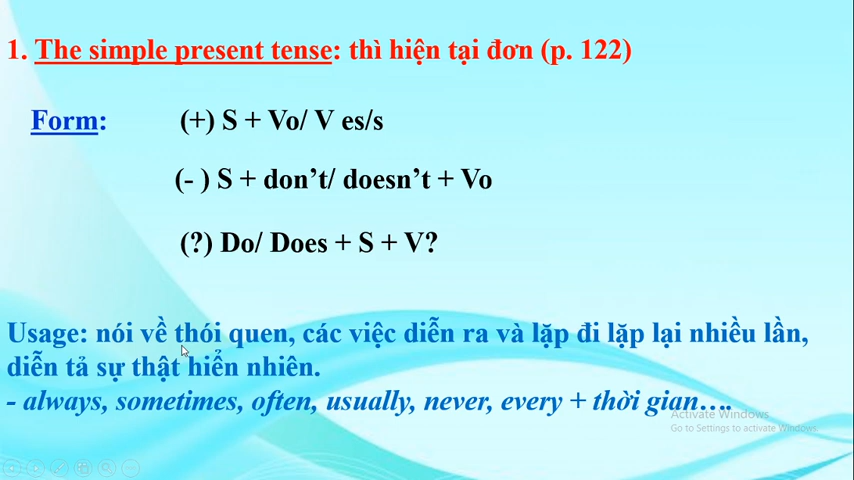 1. The simple present tense: thì hiện tại đơn (p. 122)
Form: (+) S + Vo/ V es/s
(- ) S + don’t/ doesn’t + Vo
(?) Do/ Does + S + V?
Usage: nói về thói quen, các việc diễn ra và lặp đi lặp lại nhiều lần,
diễn tả sự thật hiển nhiên.
- always, sometimes, often, usually, never, every + thời gian….
Activate Windows
Go to Settings to activate Windows.